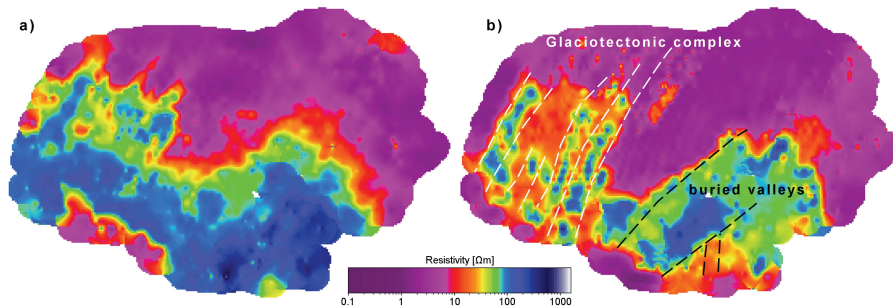 a)
b)
Glaciotectonic complex
buried valleys
Resistivity [Ωm]
0.1 1 10 100 1000